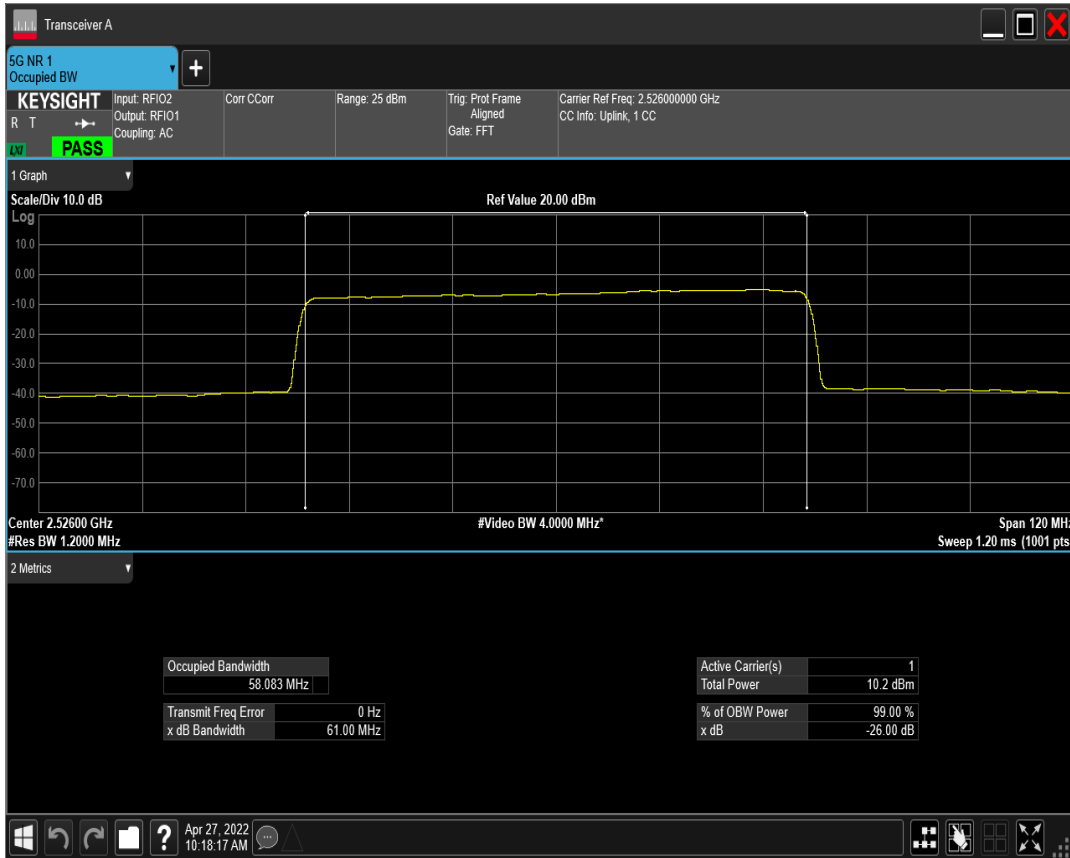 Transceiver A
5G NR 1
Occupied BW
+
KEYSIGHT
R T
LXI
PASS
Input: RFIO2
Output: RFIO1
Coupling: AC
Corr CCorr
Range: 25 dBm
Trig: Prot Frame
Aligned
Gate: FFT
Carrier Ref Freq: 2.526000000 GHz
CC Info: Uplink, 1 CC
1 Graph
Scale/Div 10.0 dB
Ref Value 20.00 dBm
Log
10.0
0.00
-10.0
-20.0
-30.0
-40.0
-50.0
-60.0
-70.0
Center 2.52600 GHz
#Video BW 4.0000 MHz*
Span 120 MHz
#Res BW 1.2000 MHz
Sweep 1.20 ms (1001 pts
2 Metrics
Occupied Bandwidth
58.083 MHz
Transmit Freq Error 0 Hz
x dB Bandwidth 61.00 MHz
Active Carrier(s) 1
Total Power 10.2 dBm
% of OBW Power 99.00 %
x dB -26.00 dB
?
Apr 27, 2022
10:18:17 AM